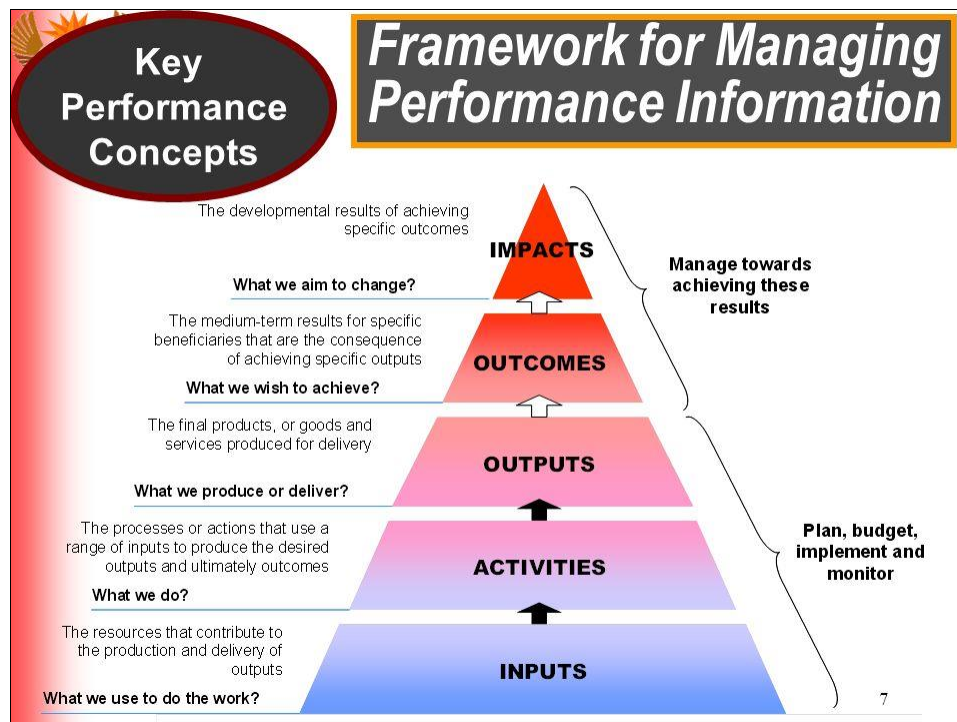 Key
Performance
Concepts
Framework for Managing
Performance Information
The developmental results of achieving
specific outcomes
IMPACTS
What we aim to change?
Manage towards
achieving these
results
The medium-term results for specific
beneficiaries that are the consequence
of achieving specific outputs
OUTCOMES
What we wish to achieve?
The final products, or goods and
services produced for delivery
OUTPUTS
What we produce or deliver?
The processes or actions that use a
range of inputs to produce the desired
outputs and ultimately outcomes
ACTIVITIES
What we do?
Plan, budget,
implement and
monitor
The resources that contribute to
the production and delivery of
outputs
INPUTS
What we use to do the work?
7